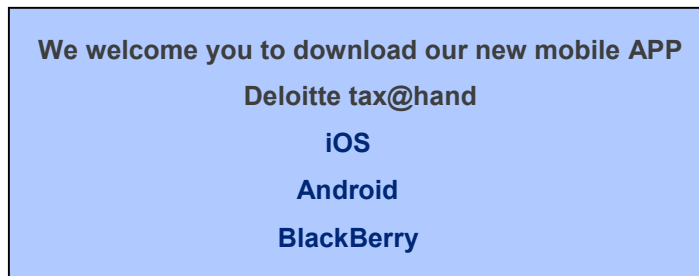 We welcome you to download our new mobile APP
Deloitte tax@hand
iOS
Android
BlackBerry